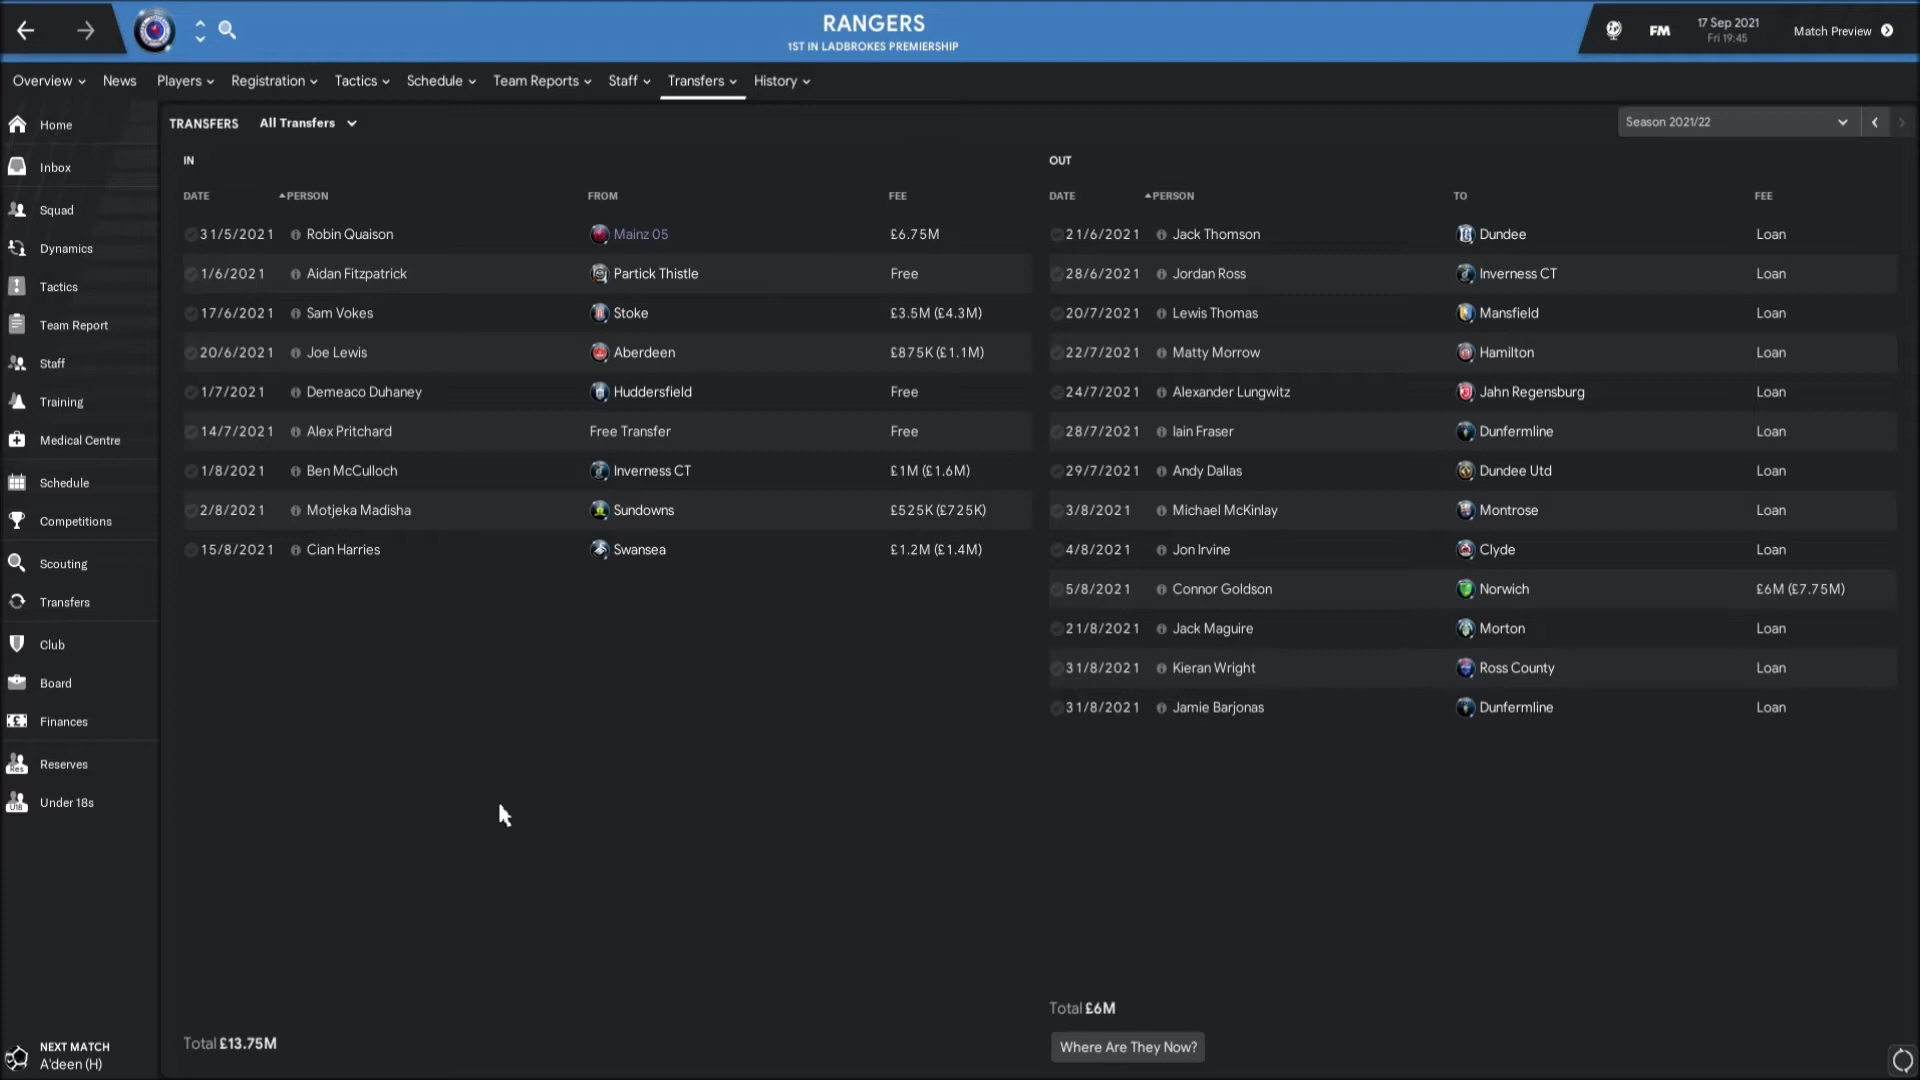 RANGERS
1ST IN LADBROKES PREMIERSHIP
FM
17 Sep 2021
Fri 19:45
Match Preview
Overview News Players Registration Tactics Schedule Team Reports Staff Transfers History
Home
Inbox
Squad
Dynamics
Tactics
Team Report
Staff
Training
Medical Centre
Schedule
Competitions
Scouting
Transfers
Club
Board
Finances
Reserves
Under 18s
NEXT MATCH
A'deen (H)
TRANSFERS All Transfers
Season 2021/22
IN
DATE PERSON FROM FEE
31/5/2021 Robin Quaison Mainz 05 £6.75M
1/6/2021 Aidan Fitzpatrick Partick Thistle Free
17/6/2021 Sam Vokes Stoke £3.5M (£4.3M)
20/6/2021 Joe Lewis Aberdeen £875K (£1.1M)
1/7/2021 Demeaco Duhaney Huddersfield Free
14/7/2021 Alex Pritchard Free Transfer Free
1/8/2021 Ben McCulloch Inverness CT £1M (£1.6M)
2/8/2021 Motjeka Madisha Sundowns £525K (£725K)
15/8/2021 Cian Harries Swansea £1.2M (£1.4M)
Total £13.75M
OUT
DATE PERSON TO FEE
21/6/2021 Jack Thomson Dundee Loan
28/6/2021 Jordan Ross Inverness CT Loan
20/7/2021 Lewis Thomas Mansfield Loan
22/7/2021 Matty Morrow Hamilton Loan
24/7/2021 Alexander Lungwitz Jahn Regensburg Loan
28/7/2021 Iain Fraser Dunfermline Loan
29/7/2021 Andy Dallas Dundee Utd Loan
3/8/2021 Michael McKinlay Montrose Loan
4/8/2021 Jon Irvine Clyde Loan
5/8/2021 Connor Goldson Norwich £6M (£7.75M)
21/8/2021 Jack Maguire Morton Loan
31/8/2021 Kieran Wright Ross County Loan
31/8/2021 Jamie Barjonas Dunfermline Loan
Total £6M
Where Are They Now?